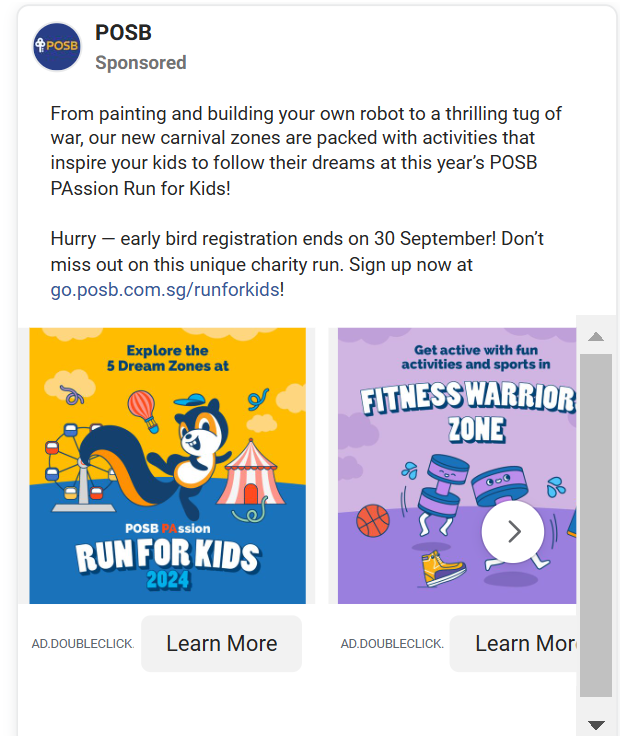 POSB
POSB
Sponsored
From painting and building your own robot to a thrilling tug of
war, our new carnival zones are packed with activities that
inspire your kids to follow their dreams at this year’s POSB
PAssion Run for Kids!
Hurry — early bird registration ends on 30 September! Don’t
miss out on this unique charity run. Sign up now at
go.posb.com.sg/runforkids!
Explore the
5 Dream Zones at
POSB PAssion
RUN FOR KIDS
2024
Get active with fun
activities and sports in
FITNESS WARRIOR
ZONE
AD.DOUBLECLICK.
Learn More
AD.DOUBLECLICK.
Learn Mor